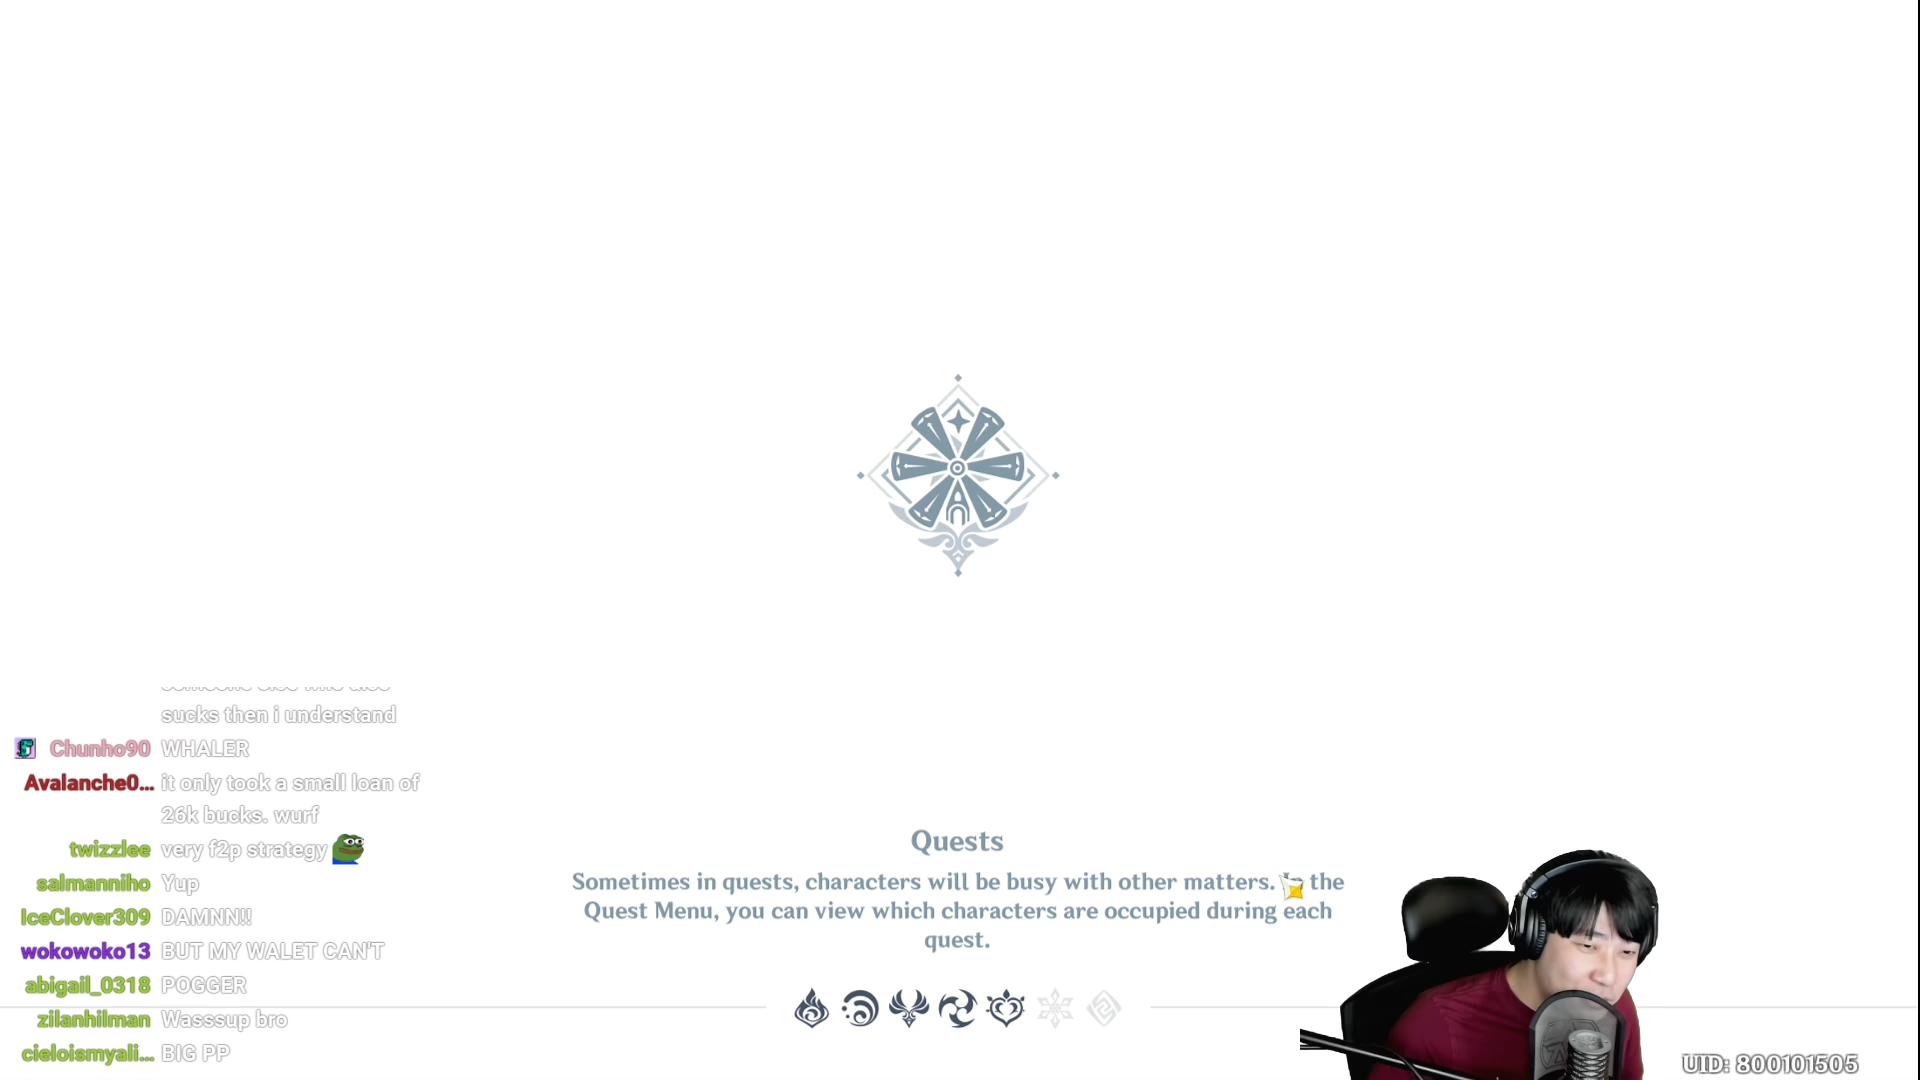 sucks then i understand
Chunho90 WHALER
Avalanche0... it only took a small loan of
26k bucks. wurf
twizzlee very f2p strategy
salmanniho Yup
IceClover309 DAMNN!!
wokowoko13 BUT MY WALET CAN'T
abigail_0318 POGGER
zilanhilman Wasssup bro
cieloismyali... BIG PP
Quests
Sometimes in quests, characters will be busy with other matters. the
Quest Menu, you can view which characters are occupied during each
quest.
UID: 800101505